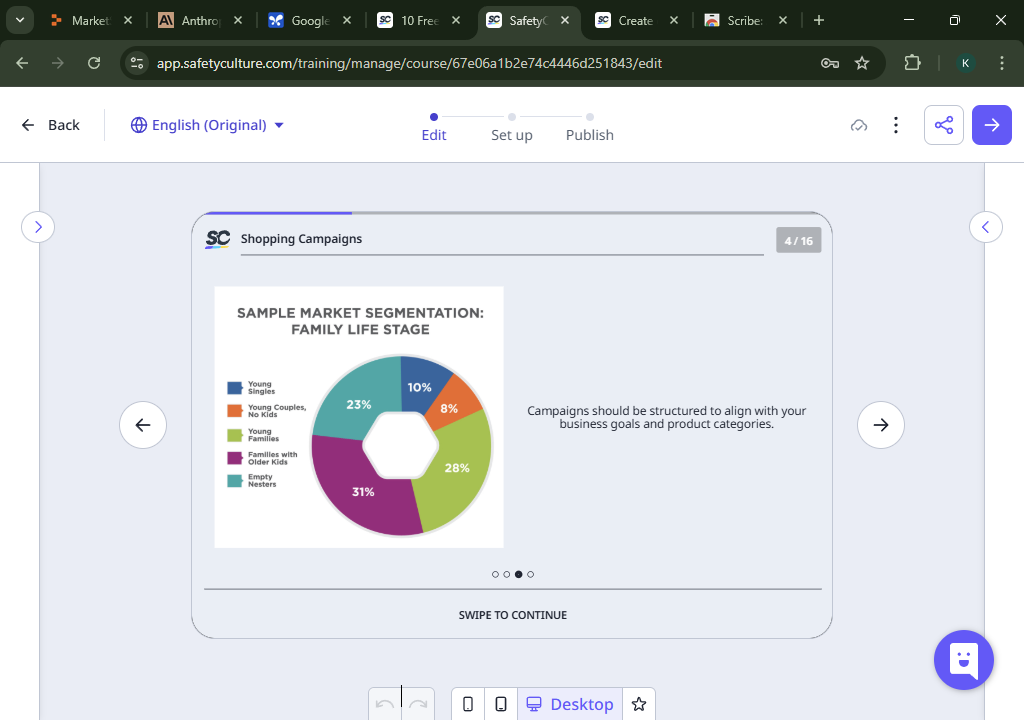 Market
Anthrop
Google
10 Free
SafetyC
Create
Scribe:
app.safetyculture.com/training/manage/course/67e06a1b2e74c4446d251843/edit
K
Back
English (Original)
Edit
Set up
Publish
SC
Shopping Campaigns
4 / 16
SAMPLE MARKET SEGMENTATION:
FAMILY LIFE STAGE
Young
Singles
Young Couples,
No Kids
Young
Families
Families with
Older Kids
Empty
Nesters
10%
8%
23%
28%
31%
Campaigns should be structured to align with your
business goals and product categories.
SWIPE TO CONTINUE
Desktop